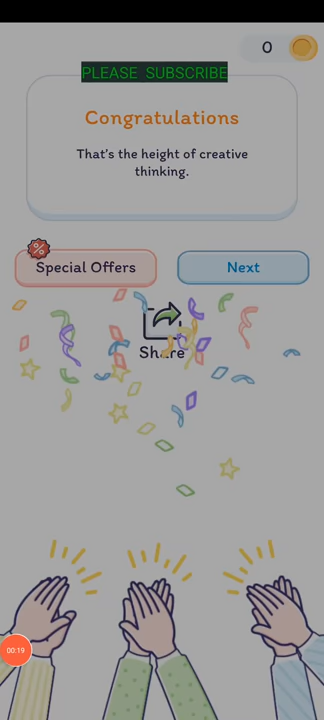 0
PLEASE SUBSCRIBE
Congratulations
That's the height of creative
thinking.
%
Special Offers
Next
Share
00:19